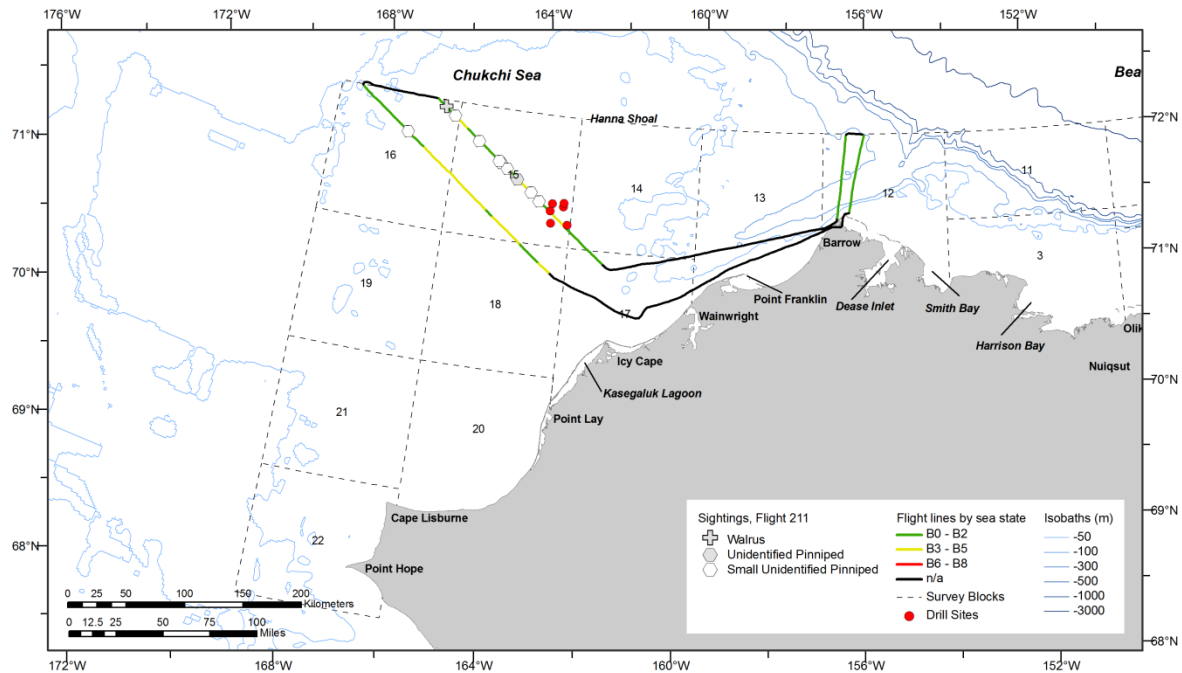 176°W 172°W 168°W 164°W 160°W 156°W 152°W
Chukchi Sea
Bea
72°N
71°N
Hanna Shoal
16
15
14
13
12
11
71°N
Barrow
3
70°N
19
18
17
Point Franklin
Dease Inlet
Smith Bay
Wainwright
Harrison Bay
Olik
Icy Cape
Nuiqsut
70°N
Kasegaluk Lagoon
69°N
21
20
Point Lay
Cape Lisburne
69°N
22
68°N
Point Hope
Sightings, Flight 211
Walrus
Unidentified Pinniped
Small Unidentified Pinniped
Flight lines by sea state
B0 - B2
B3 - B5
B6 - B8
n/a
Survey Blocks
Drill Sites
Isobaths (m)
-50
-100
-300
-500
-1000
-3000
0 25 50 100 150 200
Kilometers
0 12.5 25 50 75 100
Miles
68°N
172°W 168°W 164°W 160°W 156°W 152°W